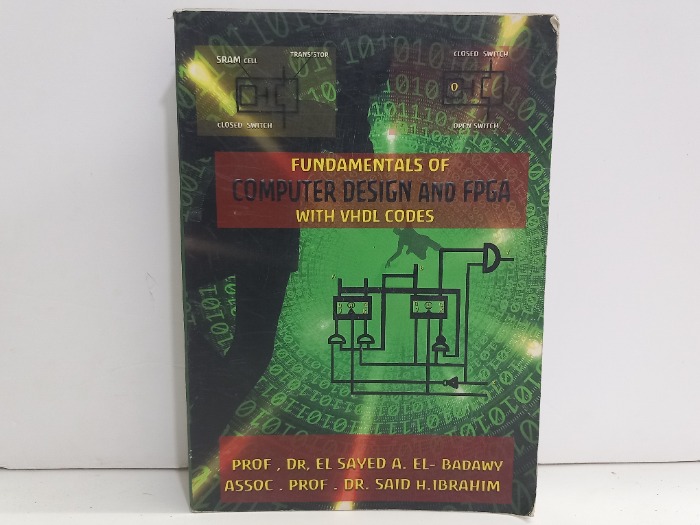 SRAM CELL
TRANSISTOR
CLOSED SWITCH
CLOSED SWITCH
0
OPEN SWITCH
FUNDAMENTALS OF
COMPUTER DESIGN AND FPGA
WITH VHDL CODES
PROF , DR, EL SAYED A. EL- BADAWY
ASSOC . PROF . DR. SAID H.IBRAHIM